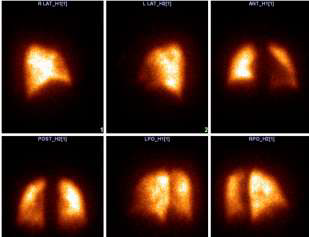 R LAT_H1[1]
L LAT_H2[1]
ANT_H1[1]
1
2
POST_H2[1]
LPO_H1[1]
RPO_H2[1]